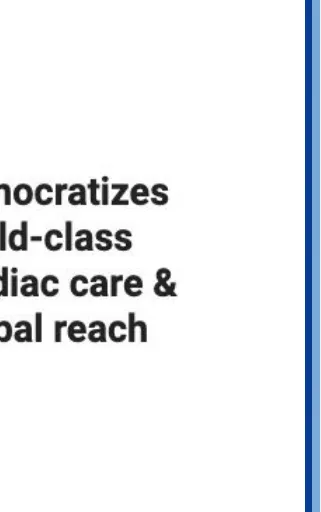 nocratizes
ld-class
diac care &
bal reach